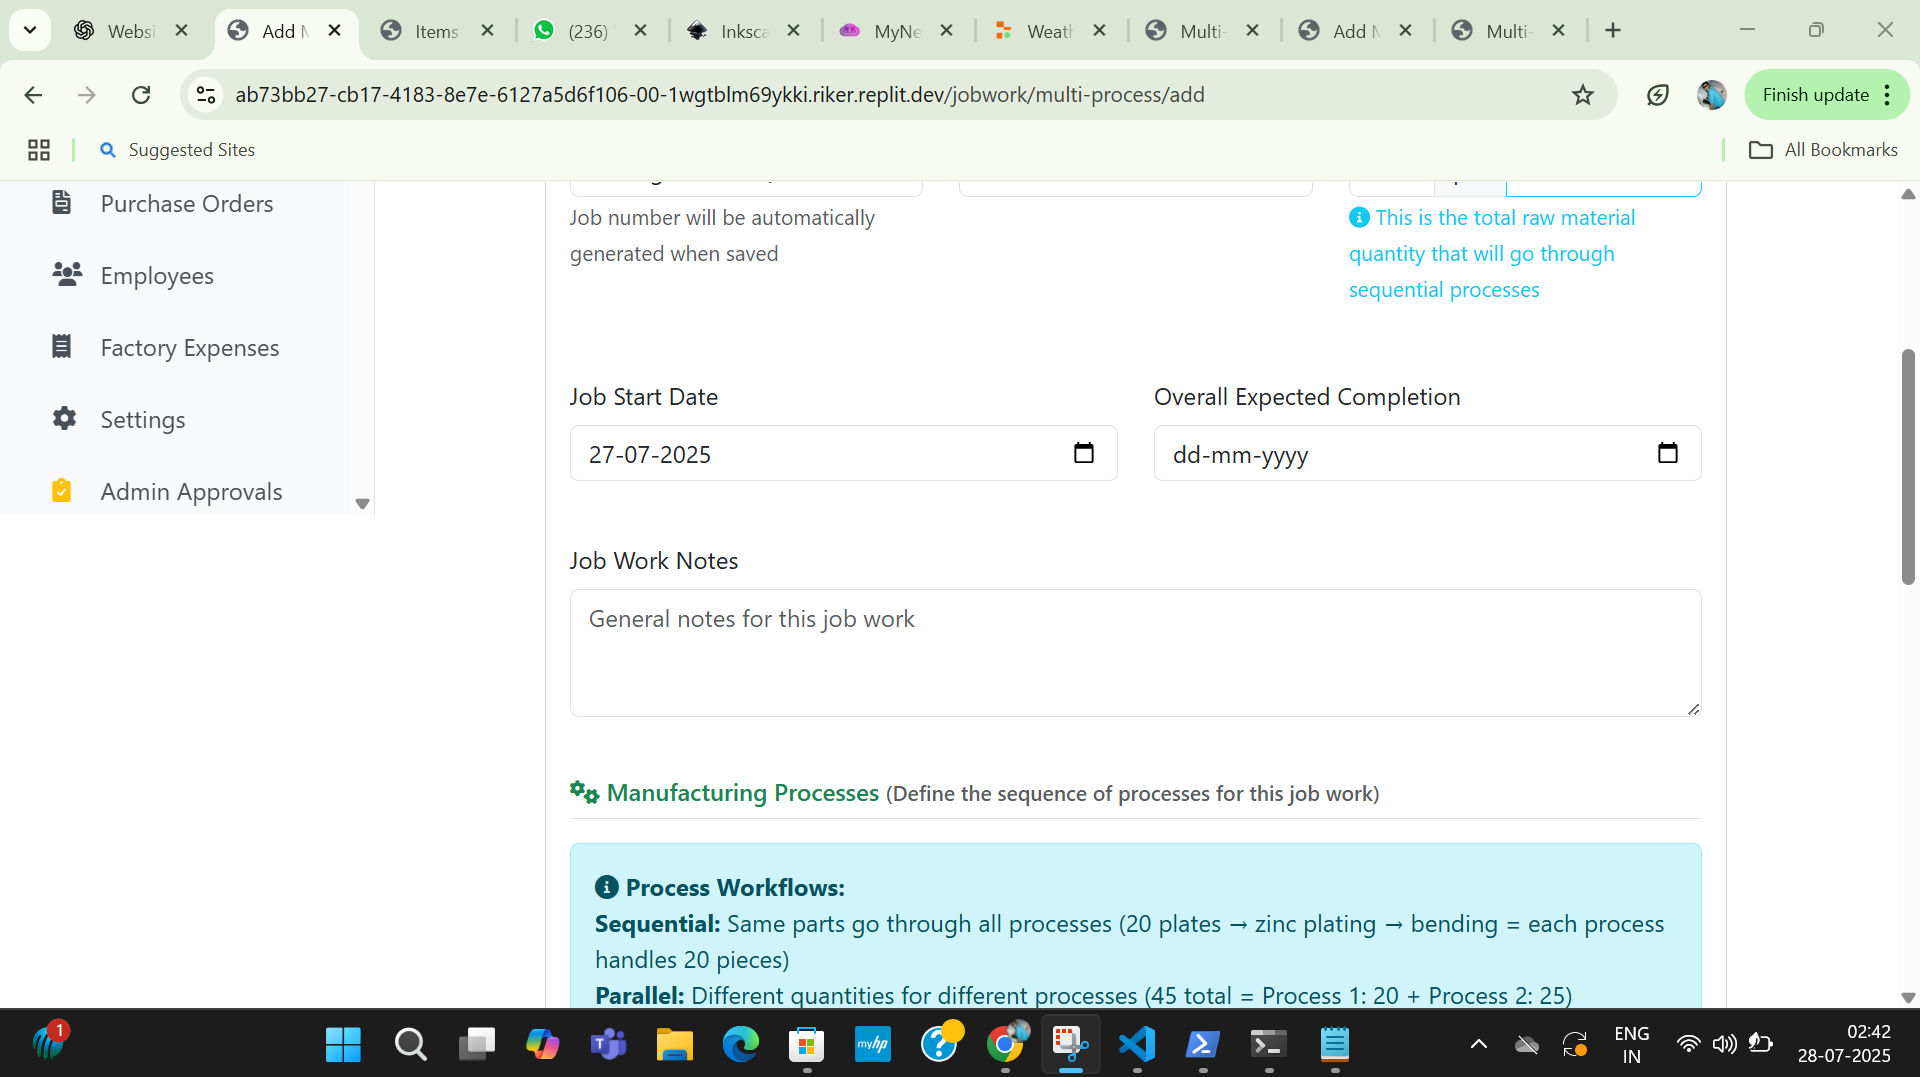 Websi
Add M
Items
(236)
Inksca
MyNe
Weath
Multi-
Add M
Multi-
ab73bb27-cb17-4183-8e7e-6127a5d6f106-00-1wgtblm69ykki.riker.replit.dev/jobwork/multi-process/add
Finish update
Suggested Sites
All Bookmarks
Purchase Orders
Employees
Factory Expenses
Settings
Admin Approvals
Job number will be automatically
generated when saved
This is the total raw material
quantity that will go through
sequential processes
Job Start Date
Overall Expected Completion
27-07-2025
dd-mm-yyyy
Job Work Notes
General notes for this job work
Manufacturing Processes (Define the sequence of processes for this job work)
Process Workflows:
Sequential: Same parts go through all processes (20 plates → zinc plating → bending = each process
handles 20 pieces)
Parallel: Different quantities for different processes (45 total = Process 1: 20 + Process 2: 25)
1
myhp
ENG
IN
02:42
28-07-2025